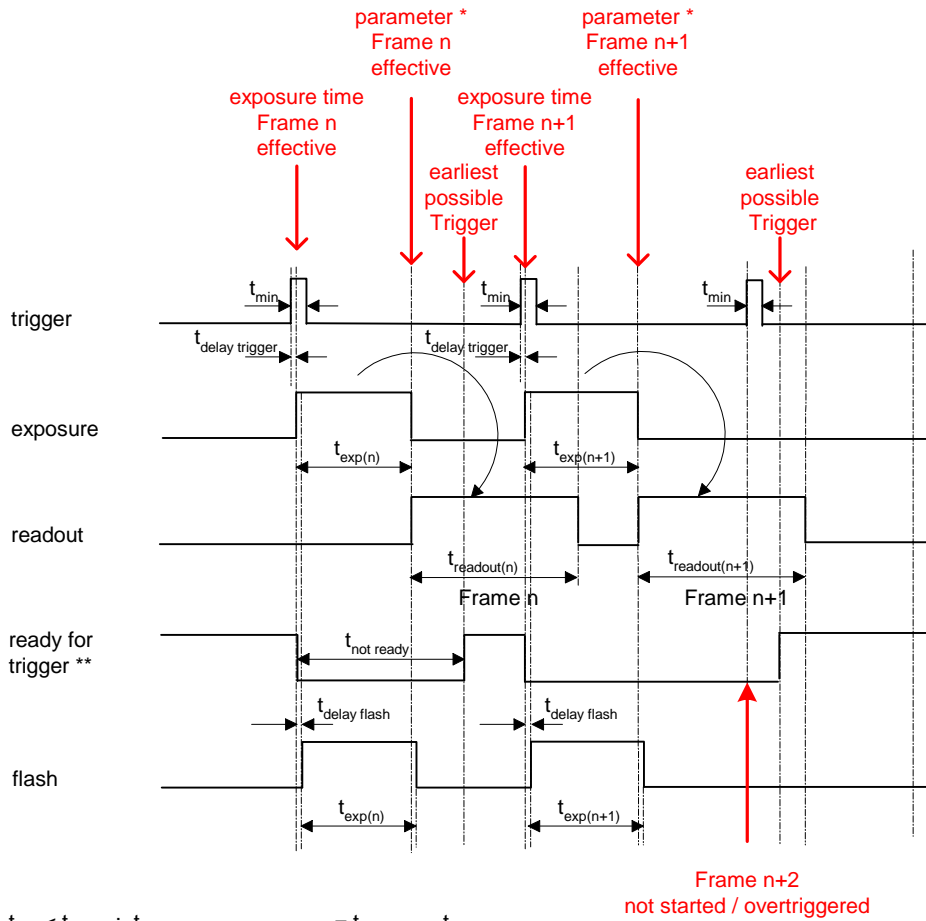 parameter *
Frame n
effective
parameter *
Frame n+1
effective
exposure time
Frame n
effective
exposure time
Frame n+1
effective
earliest
possible
Trigger
earliest
possible
Trigger
trigger
tmin
tmin
tmin
tdelay trigger
tdelay trigger
exposure
texp(n)
texp(n+1)
readout
treadout(n)
Frame n
treadout(n+1)
Frame n+1
ready for
trigger **
tnot ready
tdelay flash
tdelay flash
flash
texp(n)
texp(n+1)
Frame n+2
not started / overtriggered